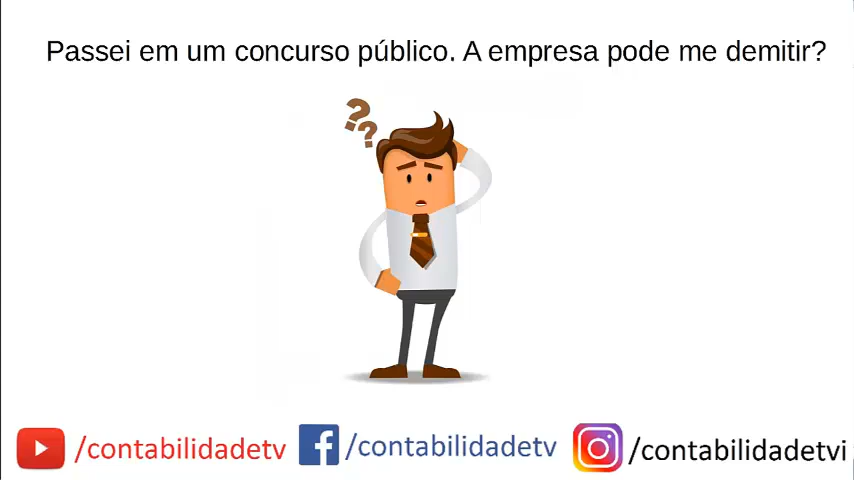 Passei em um concurso público. A empresa pode me demitir?
??
/contabilidadetv /contabilidadetv /contabilidadetvi